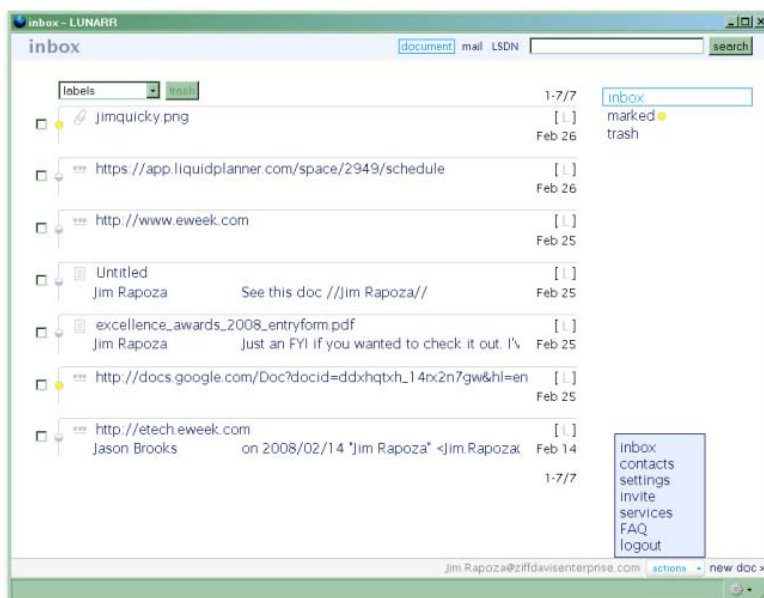 inbox - LUNARR
inbox document mail LSDN search
labels trash 1-7/7
jimquicky.png [L]
Feb 26
https://app.liquidplanner.com/space/2949/schedule [L]
Feb 26
http://www.eweek.com [L]
Feb 25
Untitled [L]
Jim Rapoza See this doc //Jim Rapoza// Feb 25
excellence_awards_2008_entryform.pdf [L]
Jim Rapoza Just an FYI if you wanted to check it out. I'v Feb 25
http://docs.google.com/Doc?docid=ddxhqtxh_14rx2n7gw&hl=en [L]
Feb 25
http://etech.eweek.com [L]
Jason Brooks on 2008/02/14 "Jim Rapoza" <Jim.Rapoza Feb 14
1-7/7
inbox
marked
trash
inbox
contacts
settings
invite
services
FAQ
logout
Jim.Rapoza@ziffdavisenterprise.com actions new doc »